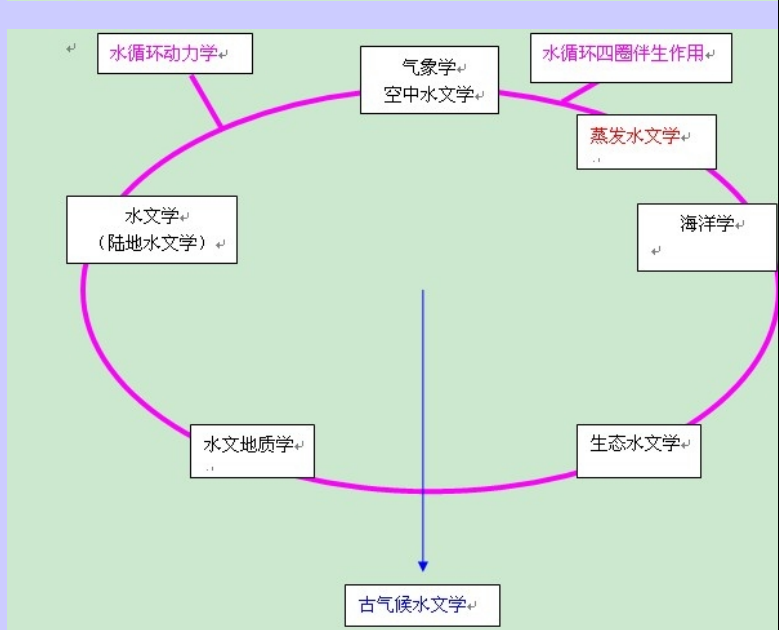 水循环动力学
气象学
空中水文学
水循环四圈伴生作用
蒸发水文学
水文学
（陆地水文学）
海洋学
水文地质学
生态水文学
古气候水文学